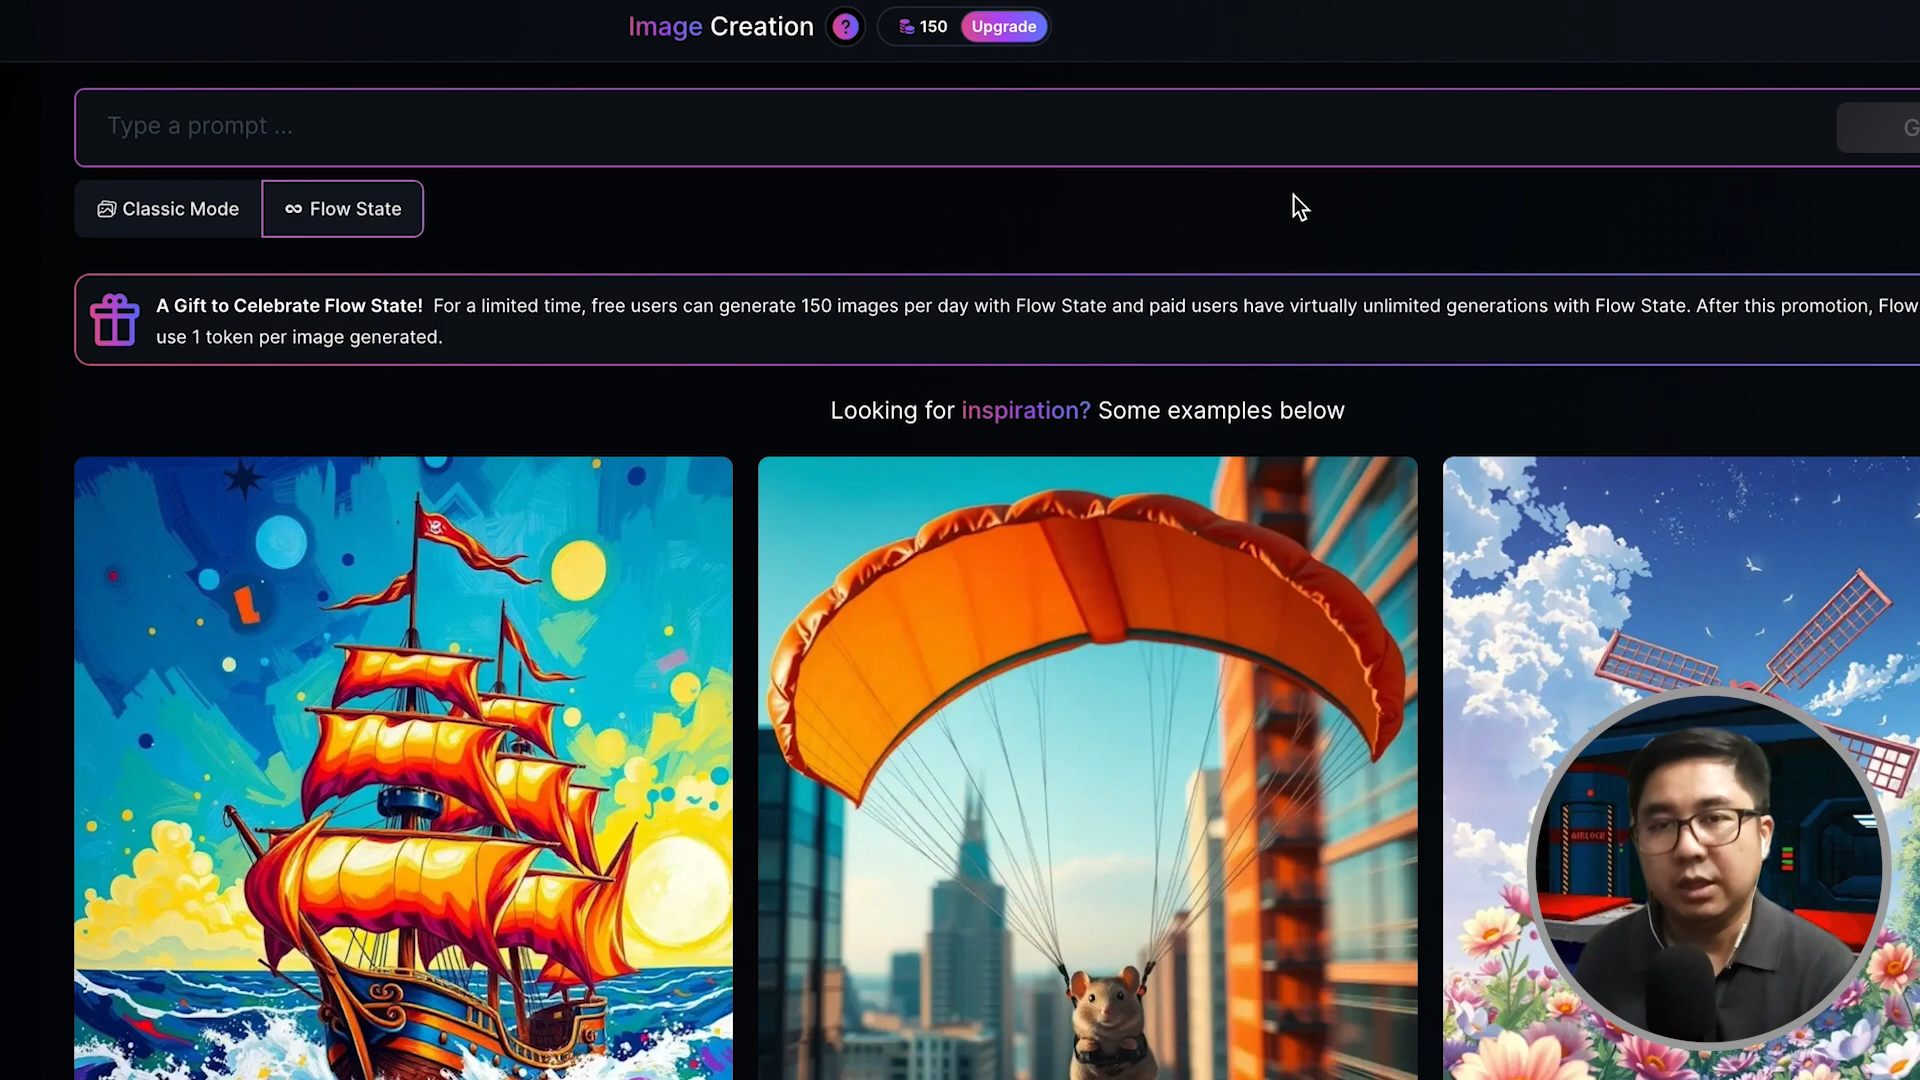 Image Creation ? 150 Upgrade
Type a prompt ...
G
Classic Mode Flow State
A Gift to Celebrate Flow State! For a limited time, free users can generate 150 images per day with Flow State and paid users have virtually unlimited generations with Flow State. After this promotion, Flow
use 1 token per image generated.
Looking for inspiration? Some examples below
AIRLOCK